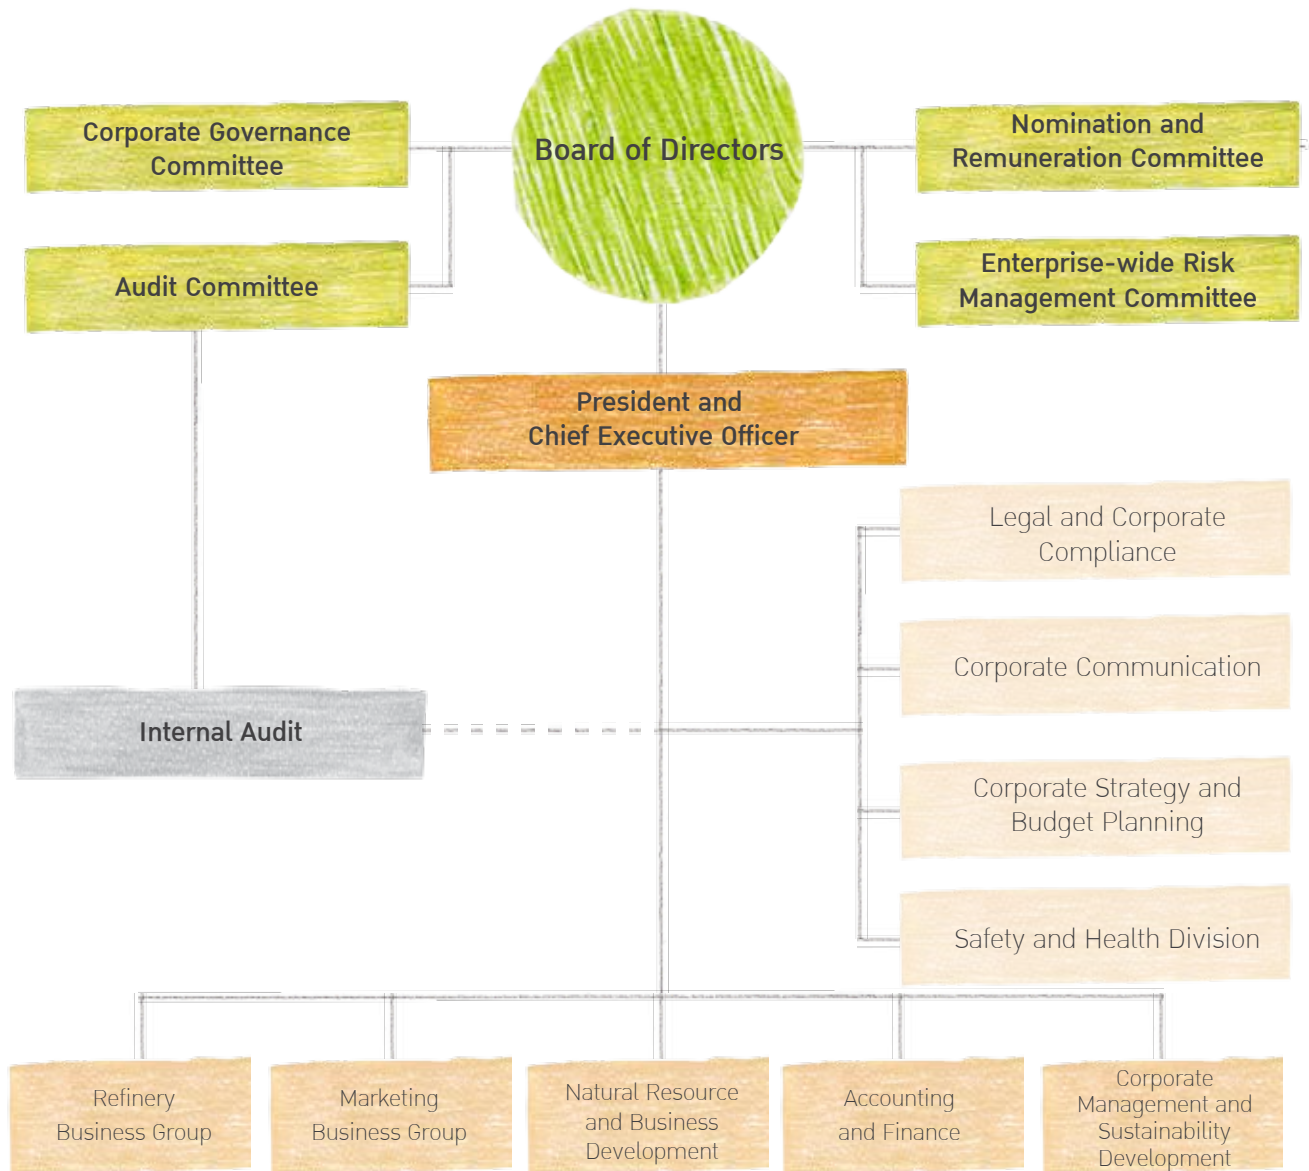 Board of Directors
Corporate Governance
Committee
Nomination and
Remuneration Committee
Audit Committee
Enterprise-wide Risk
Management Committee
President and
Chief Executive Officer
Legal and Corporate
Compliance
Corporate Communication
Internal Audit
Corporate Strategy and
Budget Planning
Safety and Health Division
Refinery
Business Group
Marketing
Business Group
Natural Resource
and Business
Development
Accounting
and Finance
Corporate
Management and
Sustainability
Development